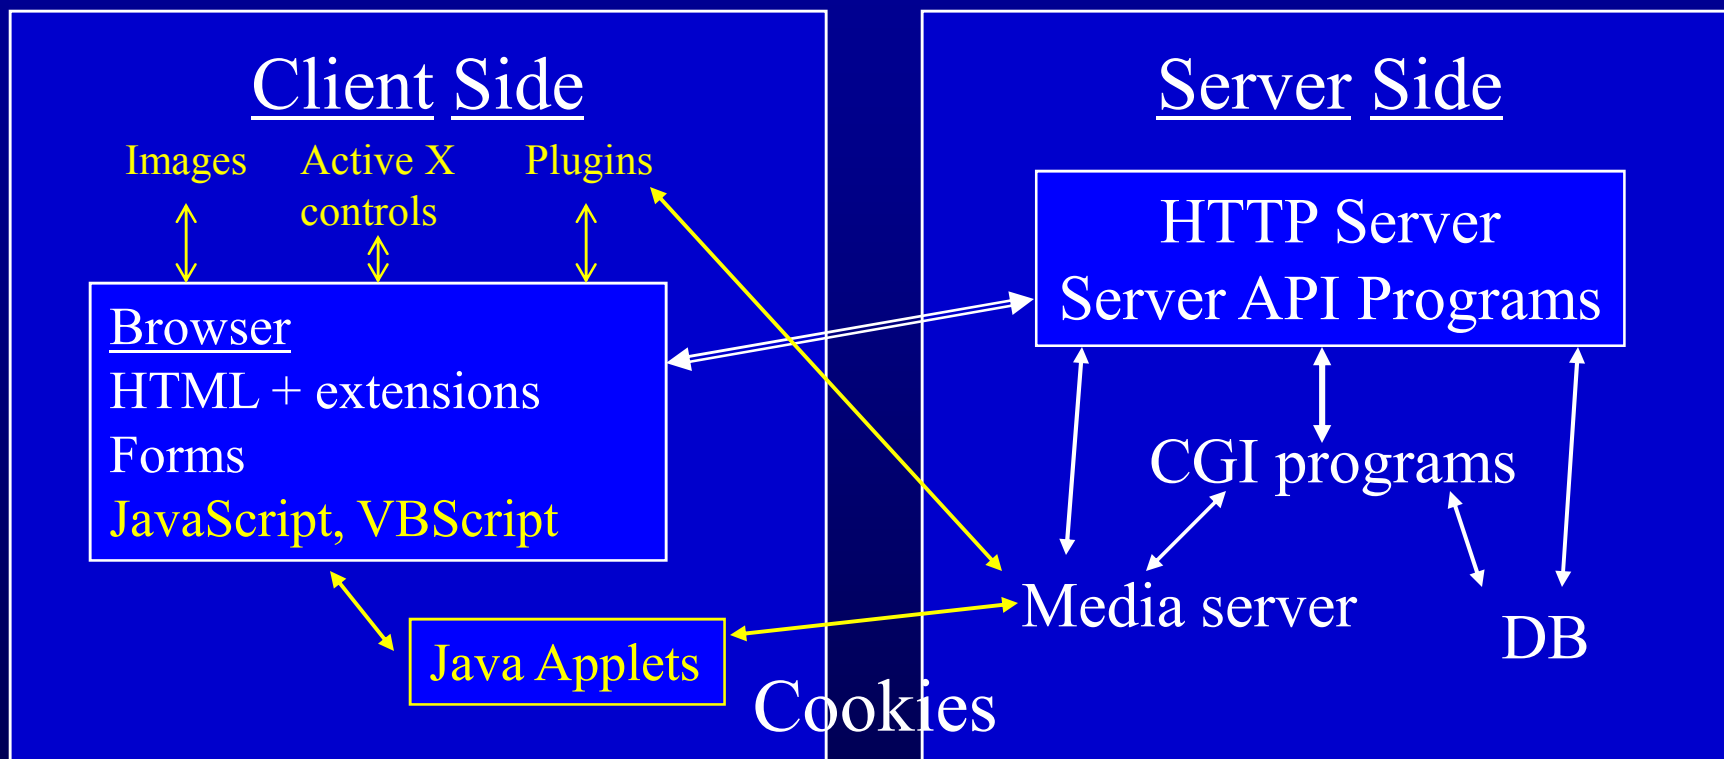 Client Side
Images
Active X
controls
Plugins
Browser
HTML + extensions
Forms
JavaScript, VBScript
Java Applets
Cookies
Server Side
HTTP Server
Server API Programs
CGI programs
Media server
DB